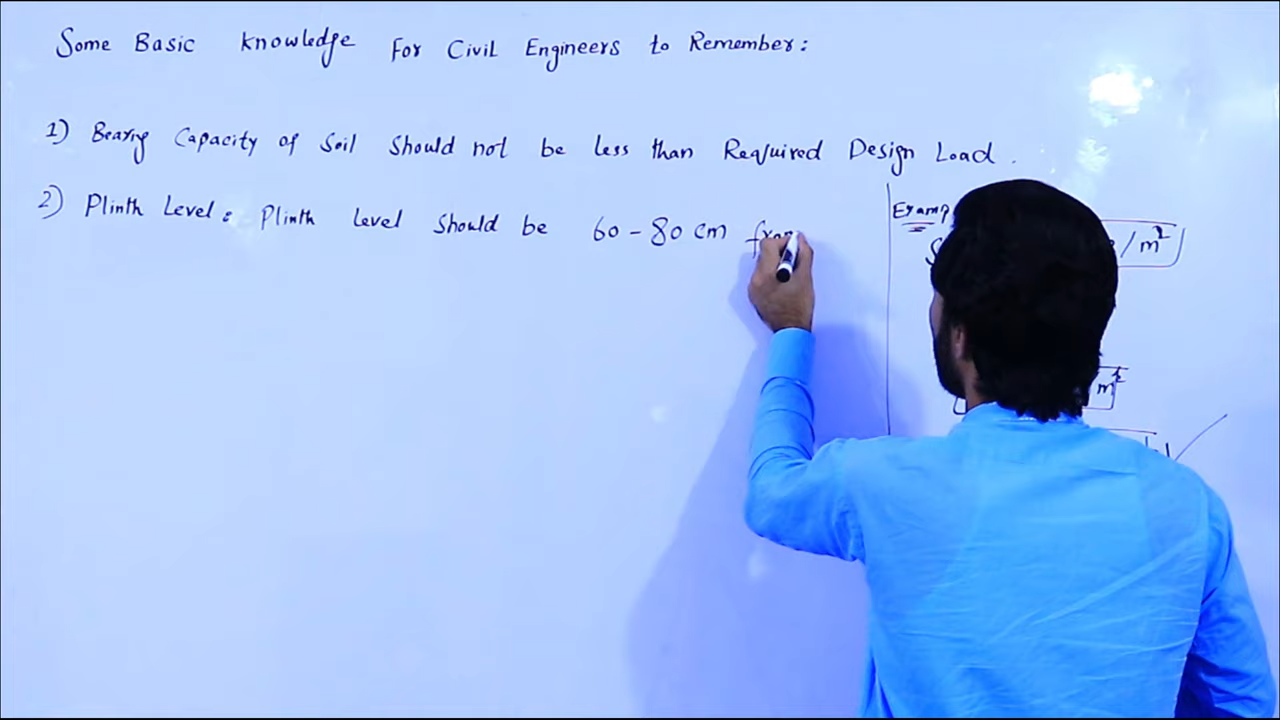 Some Basic Knowledge For Civil Engineers to Remember:
1) Bearing Capacity of Soil Should not be less than Required Design Load.
2) Plinth Level: Plinth level should be 60-80 cm from
/m²
m²